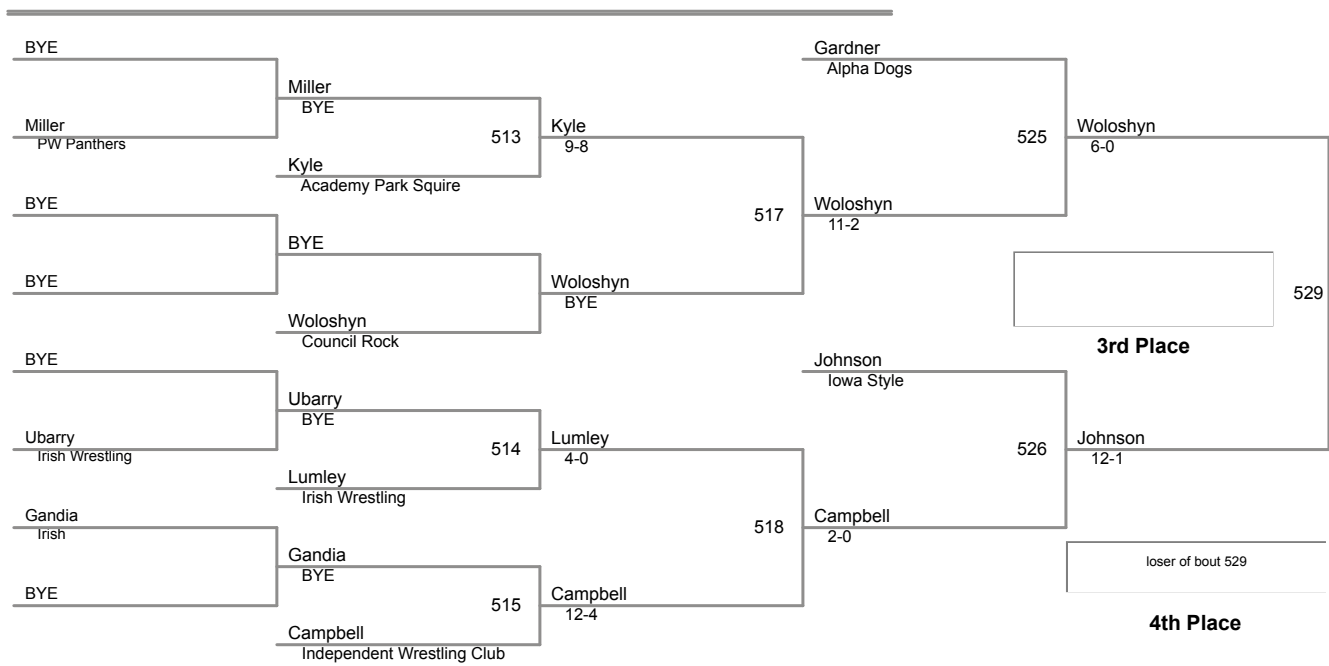 BYE
Gardner
Alpha Dogs
Miller
BYE
Miller
PW Panthers
513
Kyle
9-8
525
Woloshyn
6-0
Kyle
Academy Park Squire
BYE
517
Woloshyn
11-2
BYE
BYE
Woloshyn
BYE
529
Woloshyn
Council Rock
3rd Place
BYE
Johnson
Iowa Style
Ubarry
BYE
Ubarry
Irish Wrestling
514
Lumley
4-0
526
Johnson
12-1
Lumley
Irish Wrestling
Gandia
Irish
518
Campbell
2-0
Gandia
BYE
loser of bout 529
BYE
515
Campbell
12-4
4th Place
Campbell
Independent Wrestling Club